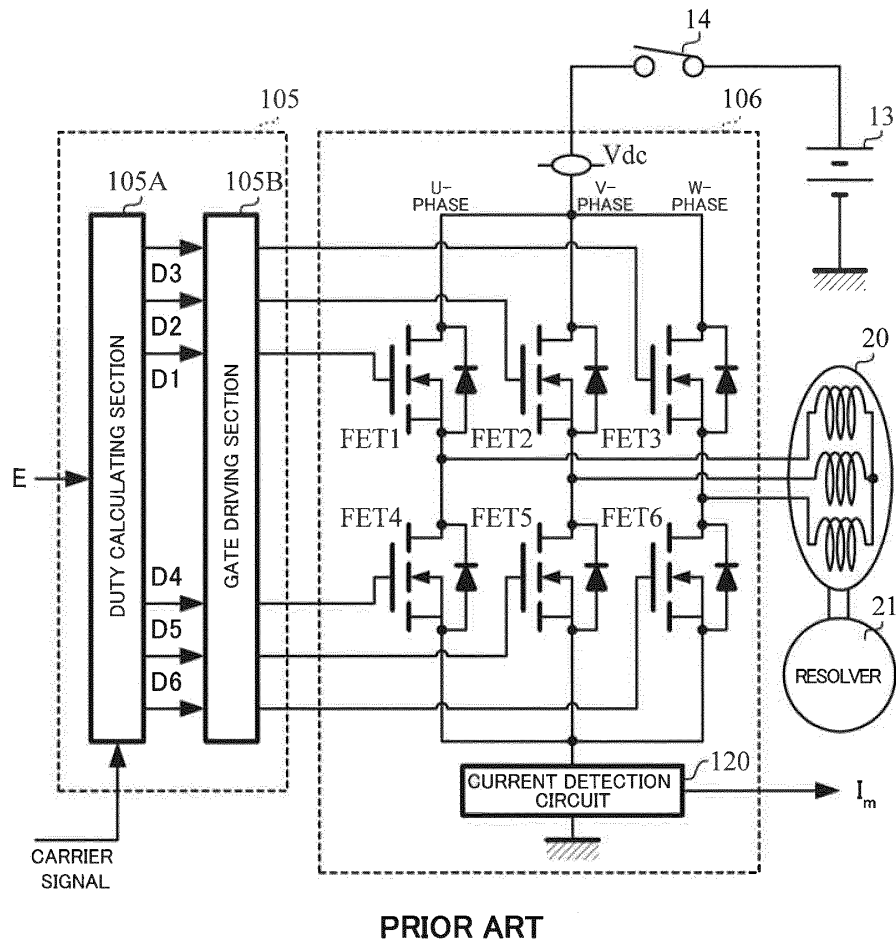 14
105
106
13
Vdc
105A
105B
U-
PHASE
V-
PHASE
W-
PHASE
D3
D2
D1
20
FET1
FET2
FET3
E
DUTY CALCULATING SECTION
GATE DRIVING SECTION
FET4
FET5
FET6
D4
D5
D6
21
RESOLVER
120
CURRENT DETECTION
CIRCUIT
Im
CARRIER
SIGNAL
PRIOR ART